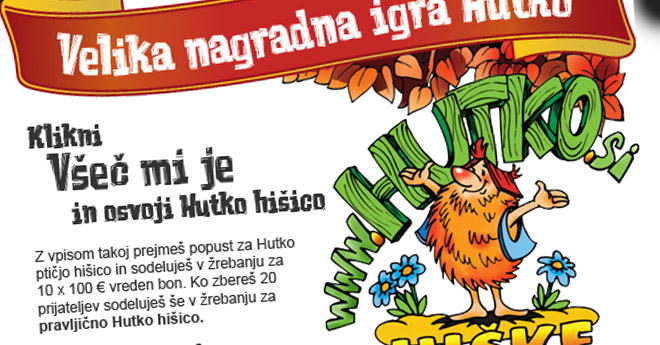 Velika nagradna igra Hutko
Klikni
Všeč mi je
in osvoji Hutko hišico
Z vpisom takoj prejmeš popust za Hutko
ptičjo hišico in sodeluješ v žrebanju za
10 x 100 € vreden bon. Ko zbereš 20
prijateljev sodeluješ še v žrebanju za
pravljično Hutko hišico.
www.HUTKO.si
HIŠKE